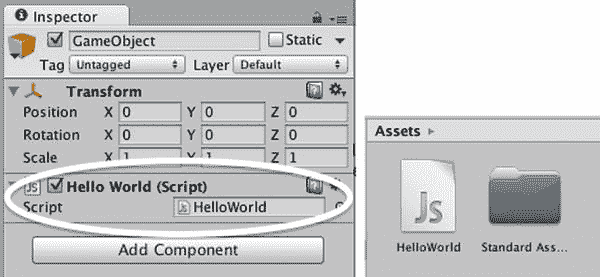 Inspector
GameObject
Static
Tag Untagged Layer Default
Transform
Position X 0 Y 0 Z 0
Rotation X 0 Y 0 Z 0
Scale X 1 Y 1 Z 1
JS Hello World (Script)
Script JS HelloWorld
Add Component
Assets
Js
HelloWorld
Standard Ass...